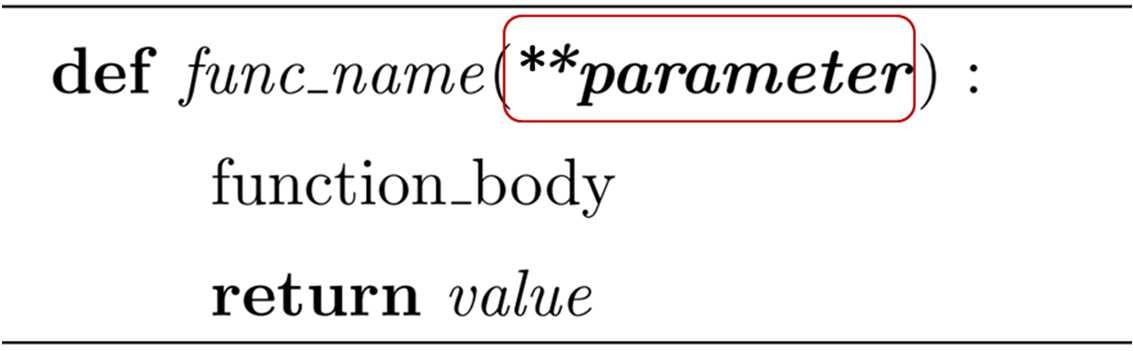 def func_name(**parameter) :
function_body
return value